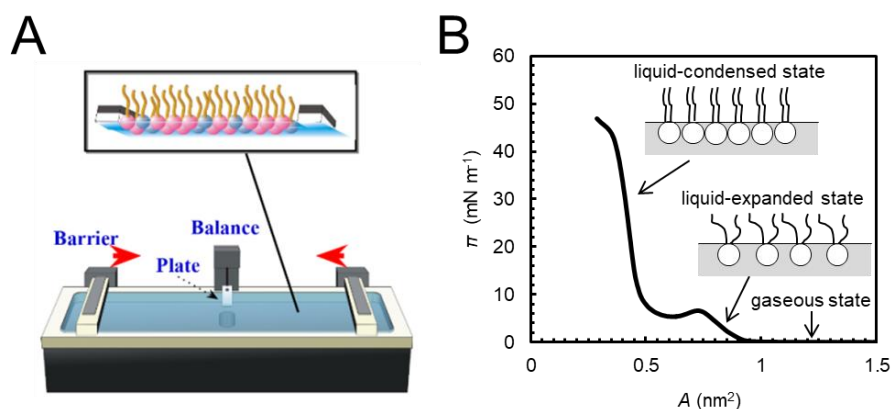 A
Barrier
Balance
Plate
B
60
50
40
30
20
10
0
π (mN m⁻¹)
liquid-condensed state
liquid-expanded state
gaseous state
0
0.5
1
1.5
A (nm²)